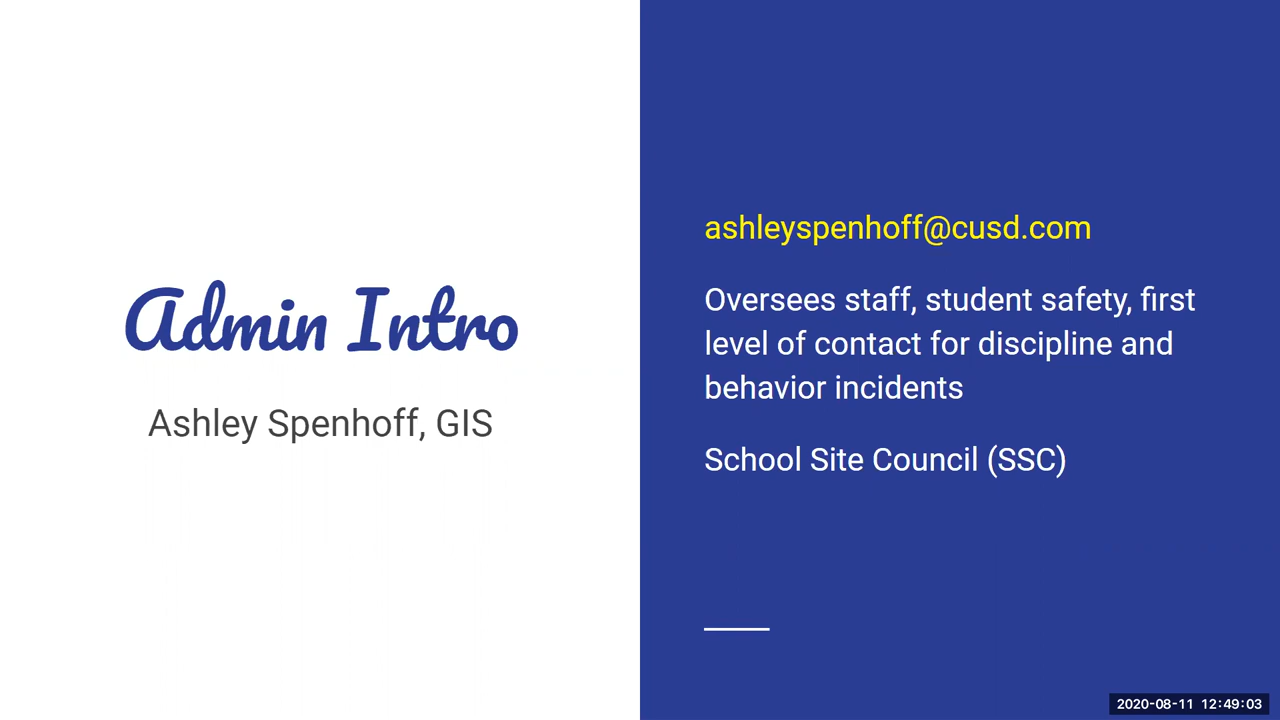 Admin Intro
Ashley Spenhoff, GIS
ashleyspenhoff@cusd.com
Oversees staff, student safety, first
level of contact for discipline and
behavior incidents
School Site Council (SSC)
2020-08-11 12:49:03